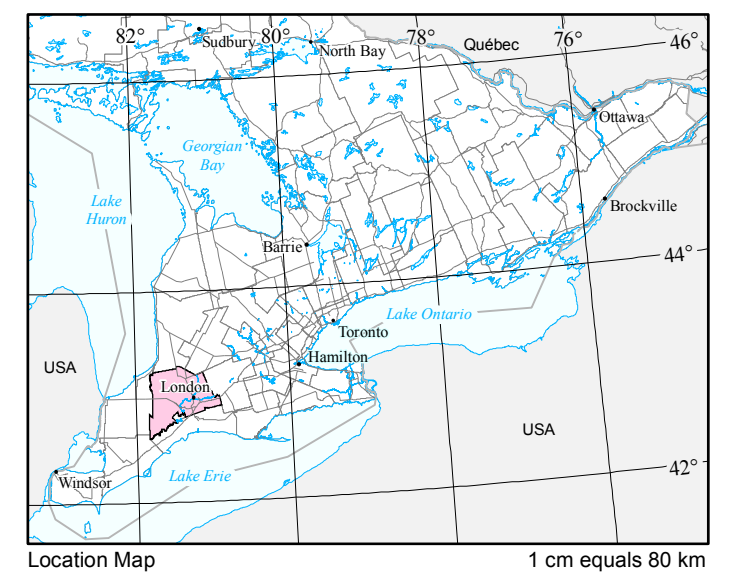 82°
Sudbury
80°
North Bay
78°
Québec
76°
46°
Ottawa
Georgian
Bay
Lake
Huron
Brockville
Barrie
44°
Lake Ontario
Toronto
Hamilton
USA
London
USA
42°
Lake Erie
Windsor
Location Map
1 cm equals 80 km